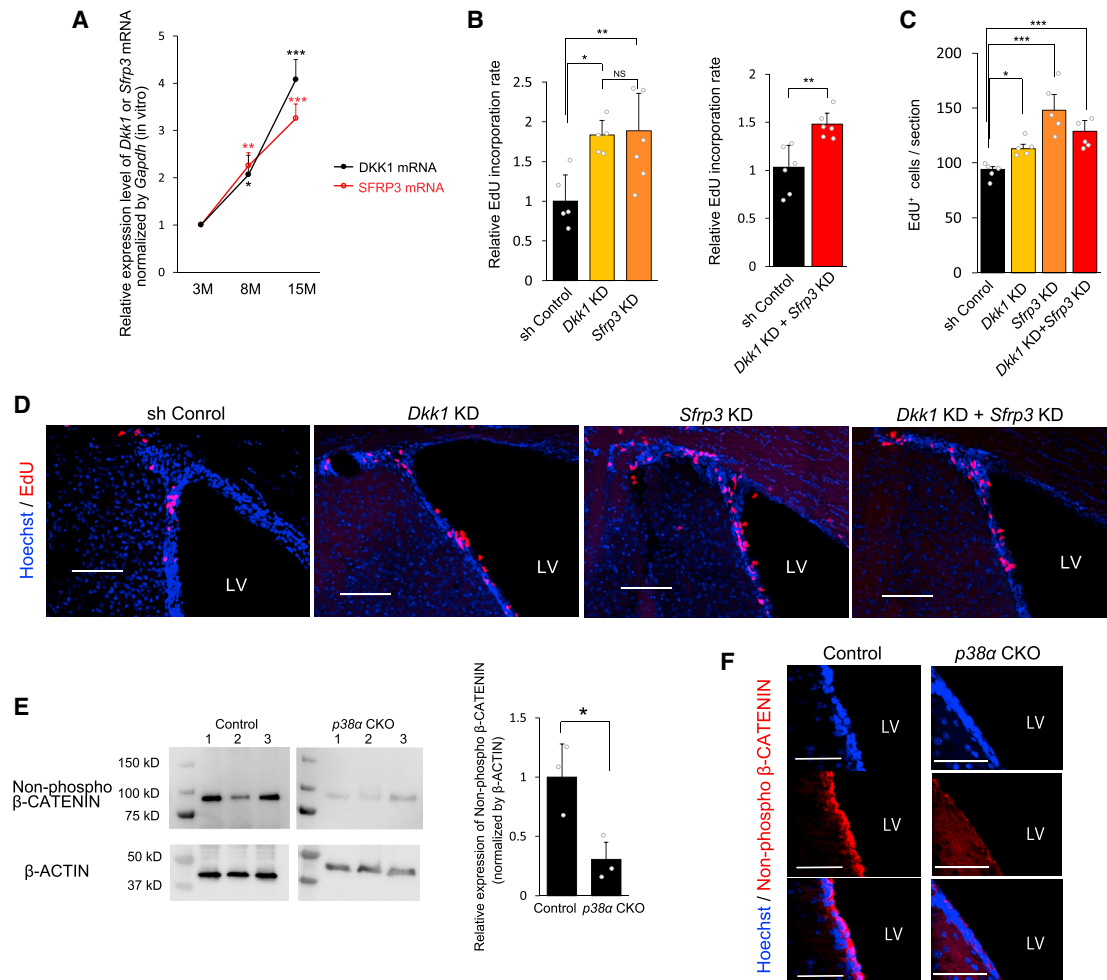 A
Relative expression level of Dkk1 or Sfrp3 mRNA
normalized by Gapdh (in vitro)
5
4
3
2
1
0
***
***
**
*
3M 8M 15M
DKK1 mRNA
SFRP3 mRNA
B
Relative EdU incorporation rate
2.5
2
1.5
1
0.5
0
**
*
NS
sh Control
Dkk1 KD
Sfrp3 KD
Relative EdU incorporation rate
2
1.5
1
0.5
0
**
sh Control
Dkk1 KD + Sfrp3 KD
C
EdU+ cells / section
200
150
100
50
0
***
***
*
sh Control
Dkk1 KD
Sfrp3 KD
Dkk1 KD+Sfrp3 KD
D
Hoechst / EdU
sh Conrol
Dkk1 KD
Sfrp3 KD
Dkk1 KD + Sfrp3 KD
LV
LV
LV
LV
E
Control
1 2 3
p38α CKO
1 2 3
Non-phospho
β-CATENIN
150 kD
100 kD
75 kD
β-ACTIN
50 kD
37 kD
Relative expression of Non-phospho β-CATENIN
(normalized by β-ACTIN)
1.5
1
0.5
0
*
Control p38α CKO
F
Hoechst / Non-phospho β-CATENIN
Control
p38α CKO
LV
LV
LV
LV
LV
LV